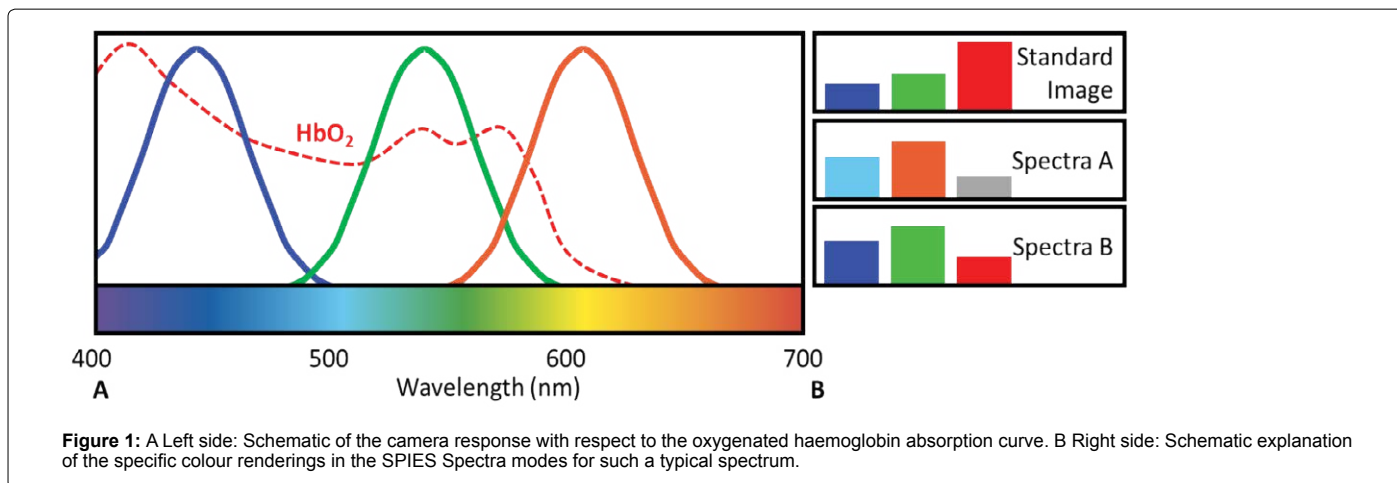 HbO₂
400 500 600 700
A Wavelength (nm) B
Standard
Image
Spectra A
Spectra B
Figure 1: A Left side: Schematic of the camera response with respect to the oxygenated haemoglobin absorption curve. B Right side: Schematic explanation
of the specific colour renderings in the SPIES Spectra modes for such a typical spectrum.